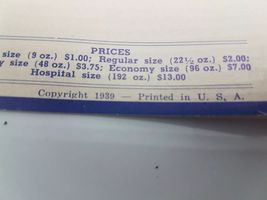 PRICES
size (9 oz.) $1.00; Regular size (22½ oz.) $2.00;
y size (48 oz.) $3.75; Economy size (96 oz.) $7.00
Hospital size (192 oz.) $13.00
Copyright 1939 — Printed in U. S. A.